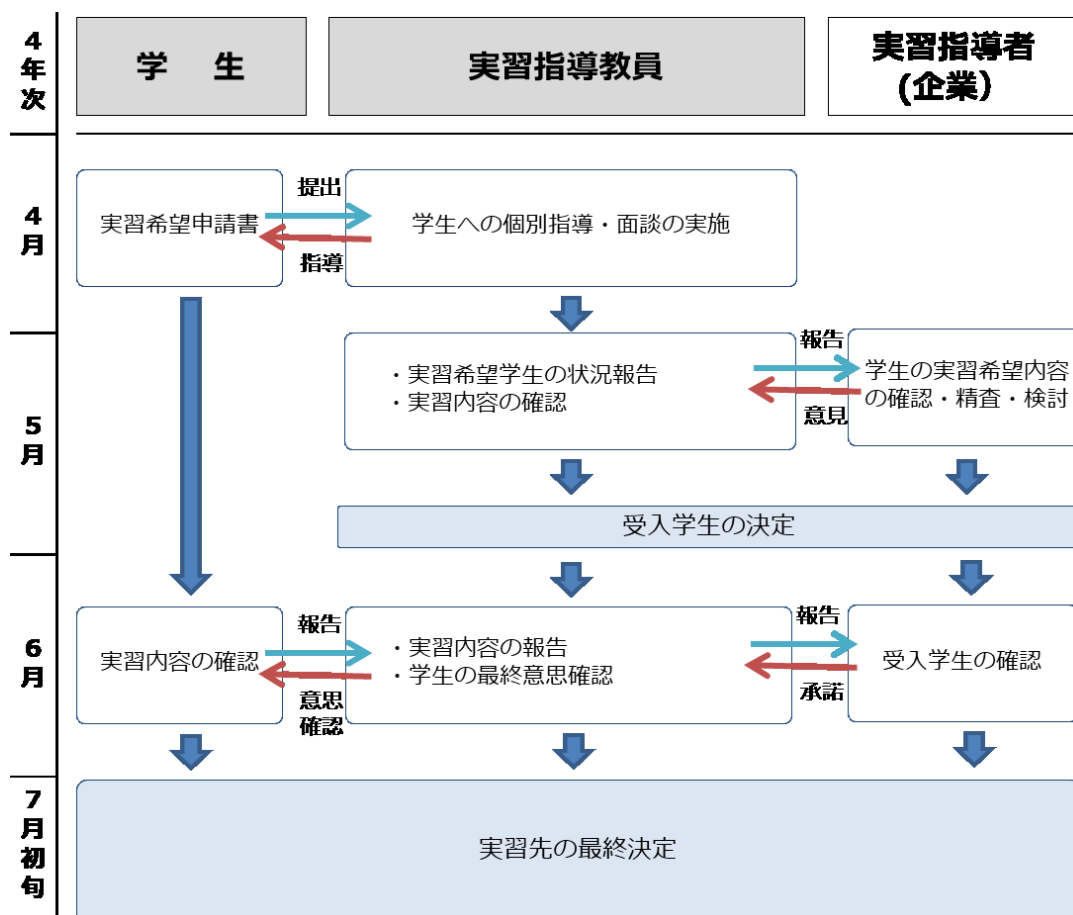 4年次
学 生
実習指導教員
実習指導者
(企業）
4月
実習希望申請書
提出
指導
学生への個別指導・面談の実施
5月
・実習希望学生の状況報告
・実習内容の確認
報告
意見
学生の実習希望内容
の確認・精査・検討
受入学生の決定
6月
実習内容の確認
報告
意思
確認
・実習内容の報告
・学生の最終意思確認
報告
承諾
受入学生の確認
7月初旬
実習先の最終決定